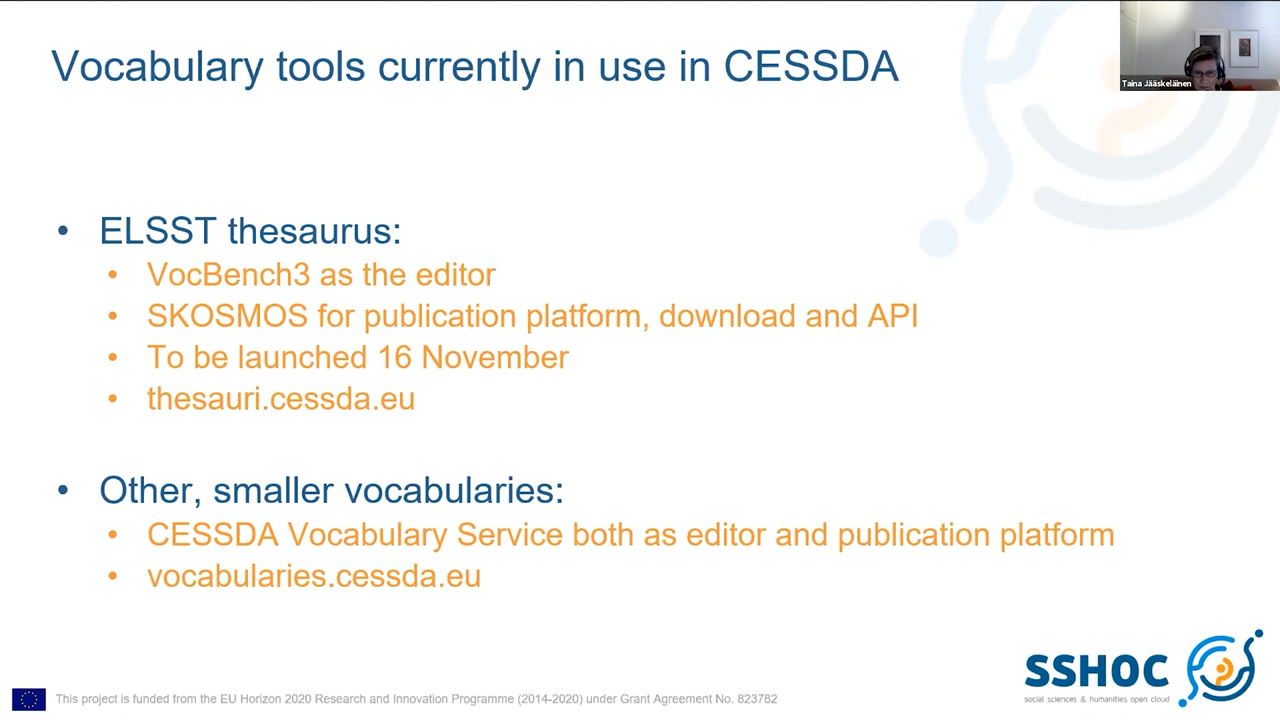 Vocabulary tools currently in use in CESSDA
Taina Jääskeläinen
• ELSST thesaurus:
• VocBench3 as the editor
• SKOSMOS for publication platform, download and API
• To be launched 16 November
• thesauri.cessda.eu
• Other, smaller vocabularies:
• CESSDA Vocabulary Service both as editor and publication platform
• vocabularies.cessda.eu
SSHOC
social sciences & humanities open cloud
This project is funded from the EU Horizon 2020 Research and Innovation Programme (2014-2020) under Grant Agreement No. 823782